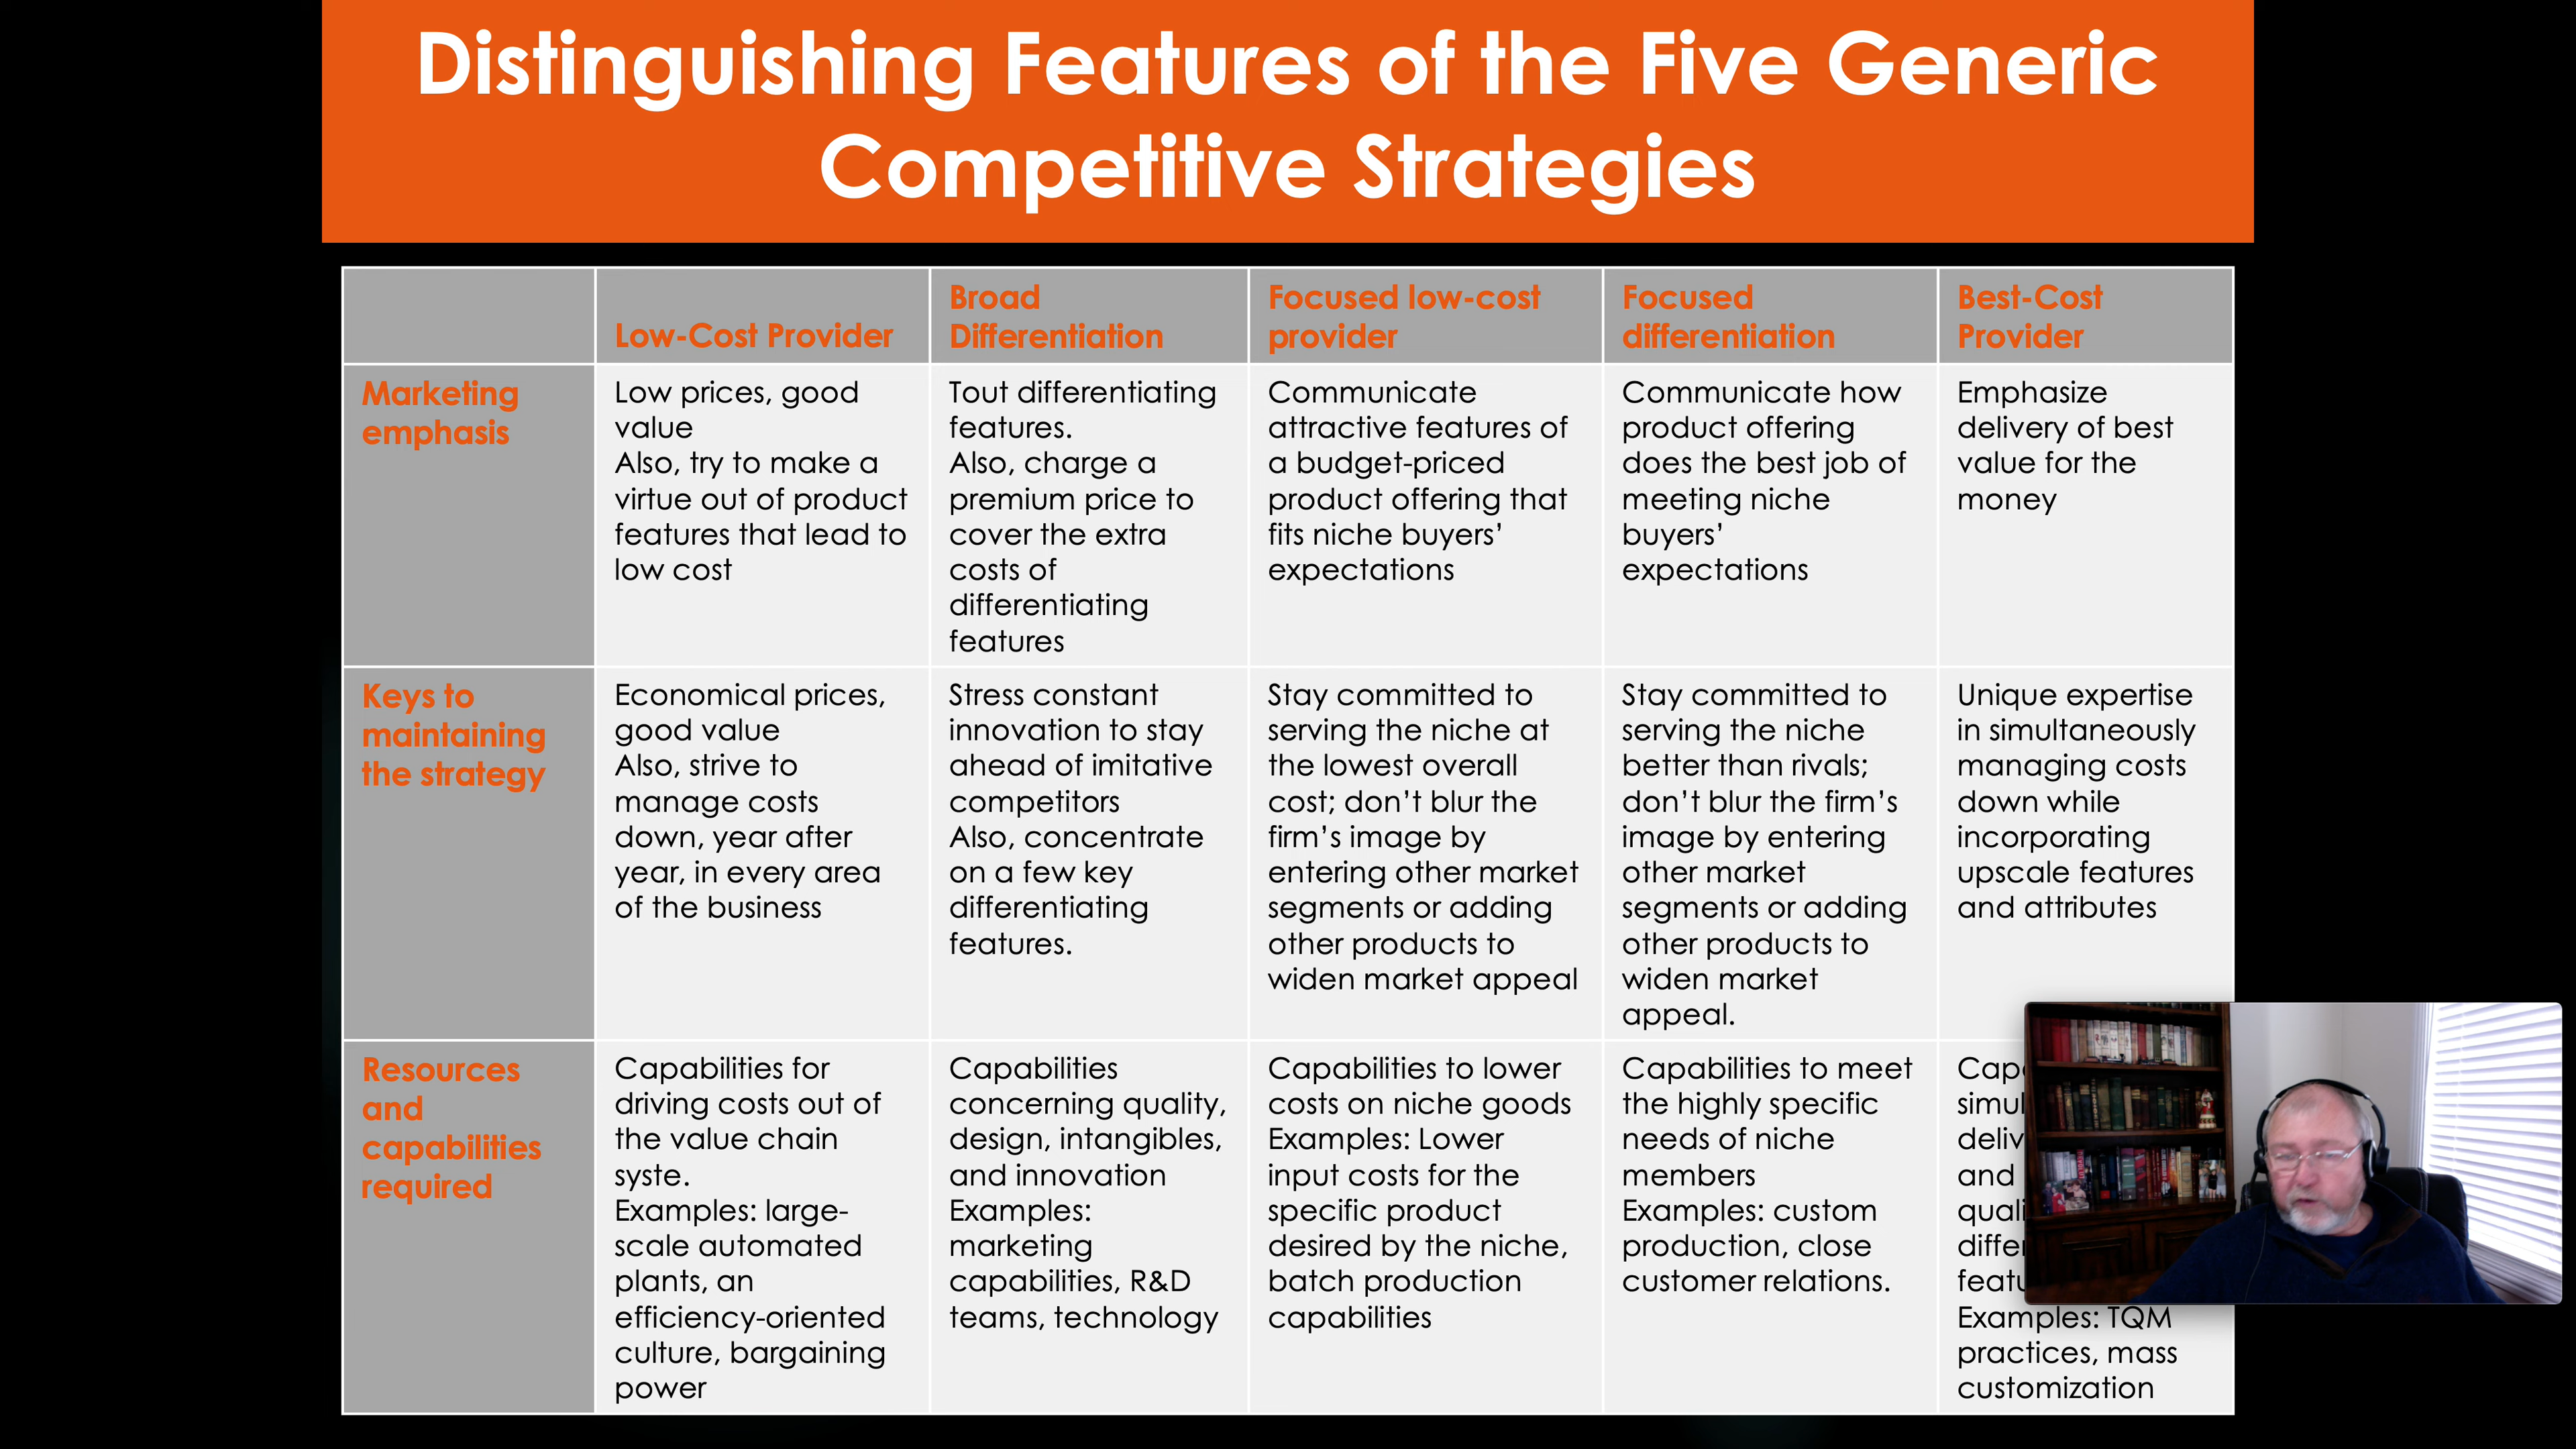 Distinguishing Features of the Five Generic
Competitive Strategies
Low-Cost Provider
Broad
Differentiation
Focused low-cost
provider
Focused
differentiation
Best-Cost
Provider
Marketing
emphasis
Low prices, good
value
Also, try to make a
virtue out of product
features that lead to
low cost
Tout differentiating
features.
Also, charge a
premium price to
cover the extra
costs of
differentiating
features
Communicate
attractive features of
a budget-priced
product offering that
fits niche buyers’
expectations
Communicate how
product offering
does the best job of
meeting niche
buyers’
expectations
Emphasize
delivery of best
value for the
money
Keys to
maintaining
the strategy
Economical prices,
good value
Also, strive to
manage costs
down, year after
year, in every area
of the business
Stress constant
innovation to stay
ahead of imitative
competitors
Also, concentrate
on a few key
differentiating
features.
Stay committed to
serving the niche at
the lowest overall
cost; don’t blur the
firm’s image by
entering other market
segments or adding
other products to
widen market appeal
Stay committed to
serving the niche
better than rivals;
don’t blur the firm’s
image by entering
other market
segments or adding
other products to
widen market
appeal.
Unique expertise
in simultaneously
managing costs
down while
incorporating
upscale features
and attributes
Resources
and
capabilities
required
Capabilities for
driving costs out of
the value chain
syste.
Examples: large-
scale automated
plants, an
efficiency-oriented
culture, bargaining
power
Capabilities
concerning quality,
design, intangibles,
and innovation
Examples:
marketing
capabilities, R&D
teams, technology
Capabilities to lower
costs on niche goods
Examples: Lower
input costs for the
specific product
desired by the niche,
batch production
capabilities
Capabilities to meet
the highly specific
needs of niche
members
Examples: custom
production, close
customer relations.
and
Examples: TQM
practices, mass
customization